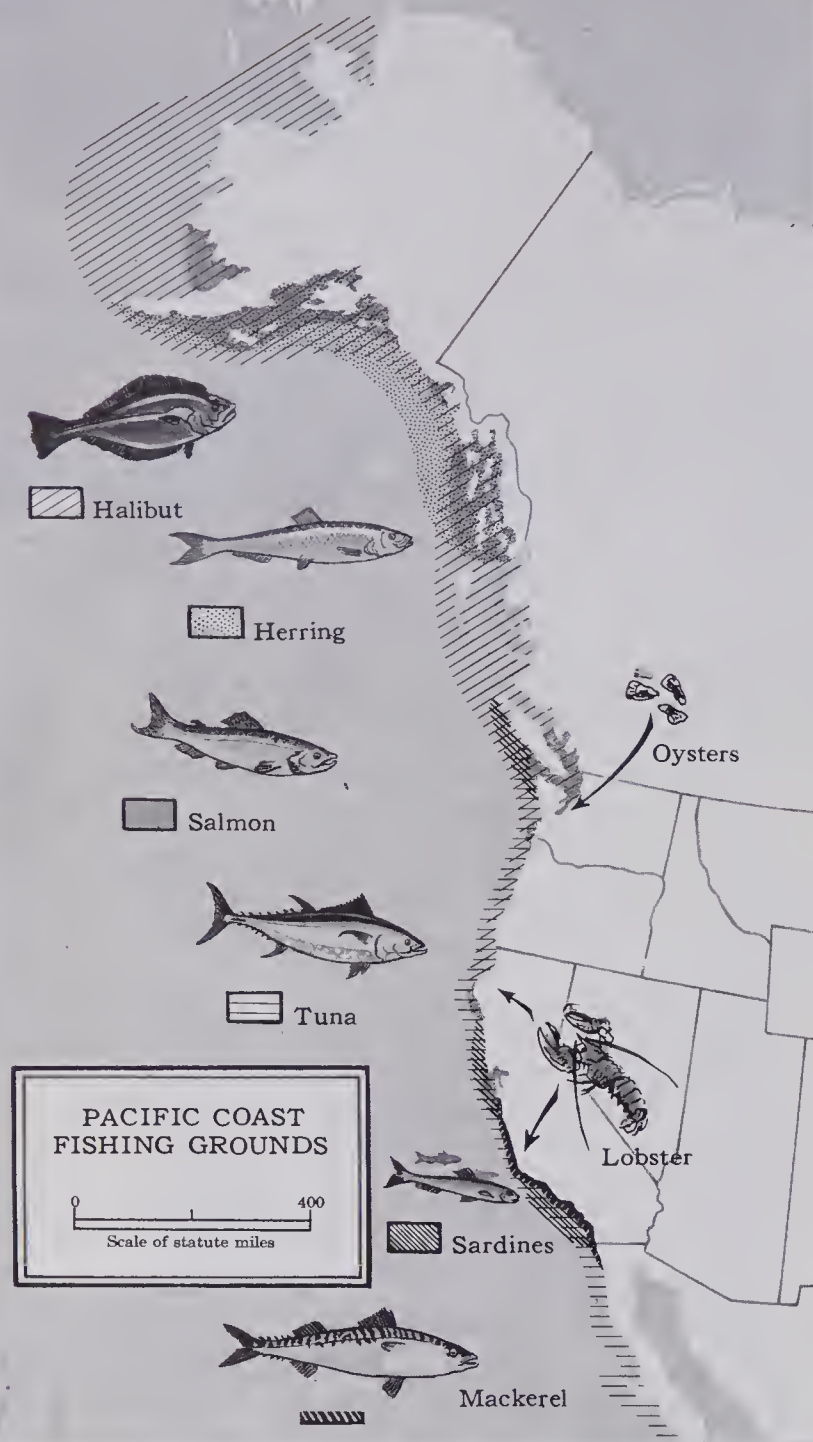 Halibut
Herring
Oysters
Salmon
Tuna
PACIFIC COAST
FISHING GROUNDS
0 400
Scale of statute miles
Lobster
Sardines
Mackerel